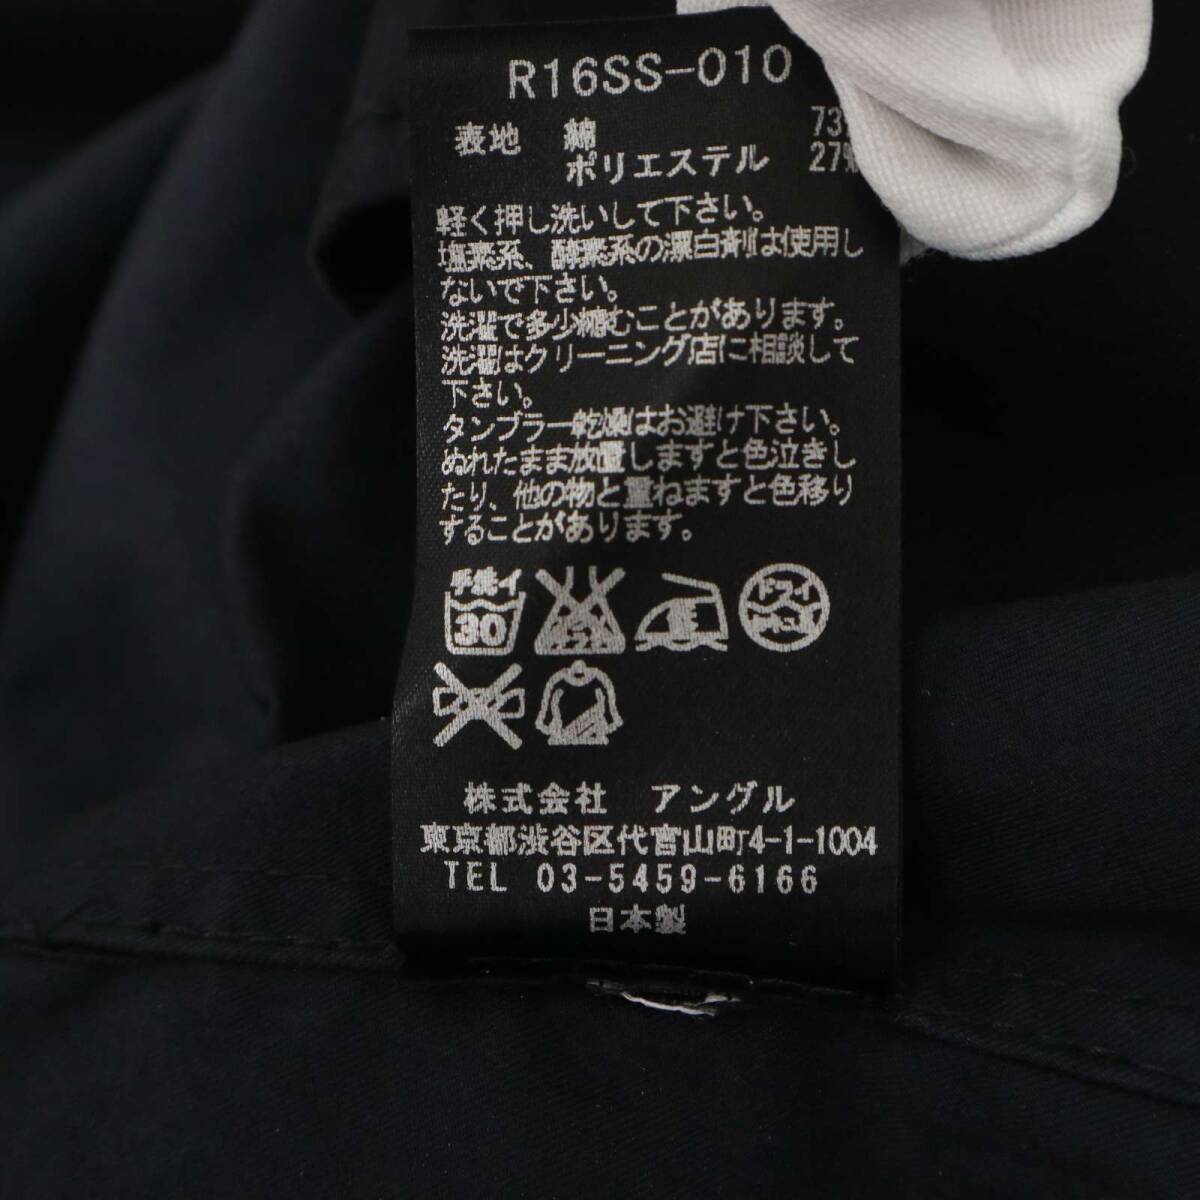 R16SS-010
表地 綿 73
ポリエステル 27%
軽く押し洗いして下さい。
塩素系、酵素系の漂白剤は使用し
ないで下さい。
洗濯で多少縮むことがあります。
洗濯はクリーニング店に相談して
下さい。
タンブラー乾燥はお避け下さい。
ぬれたまま放置しますと色泣きし
たり、他の物と重ねますと色移り
することがあります。
手洗イ
30
ドライ
株式会社 アングル
東京都渋谷区代官山町4-1-1004
TEL 03-5459-6166
日本製